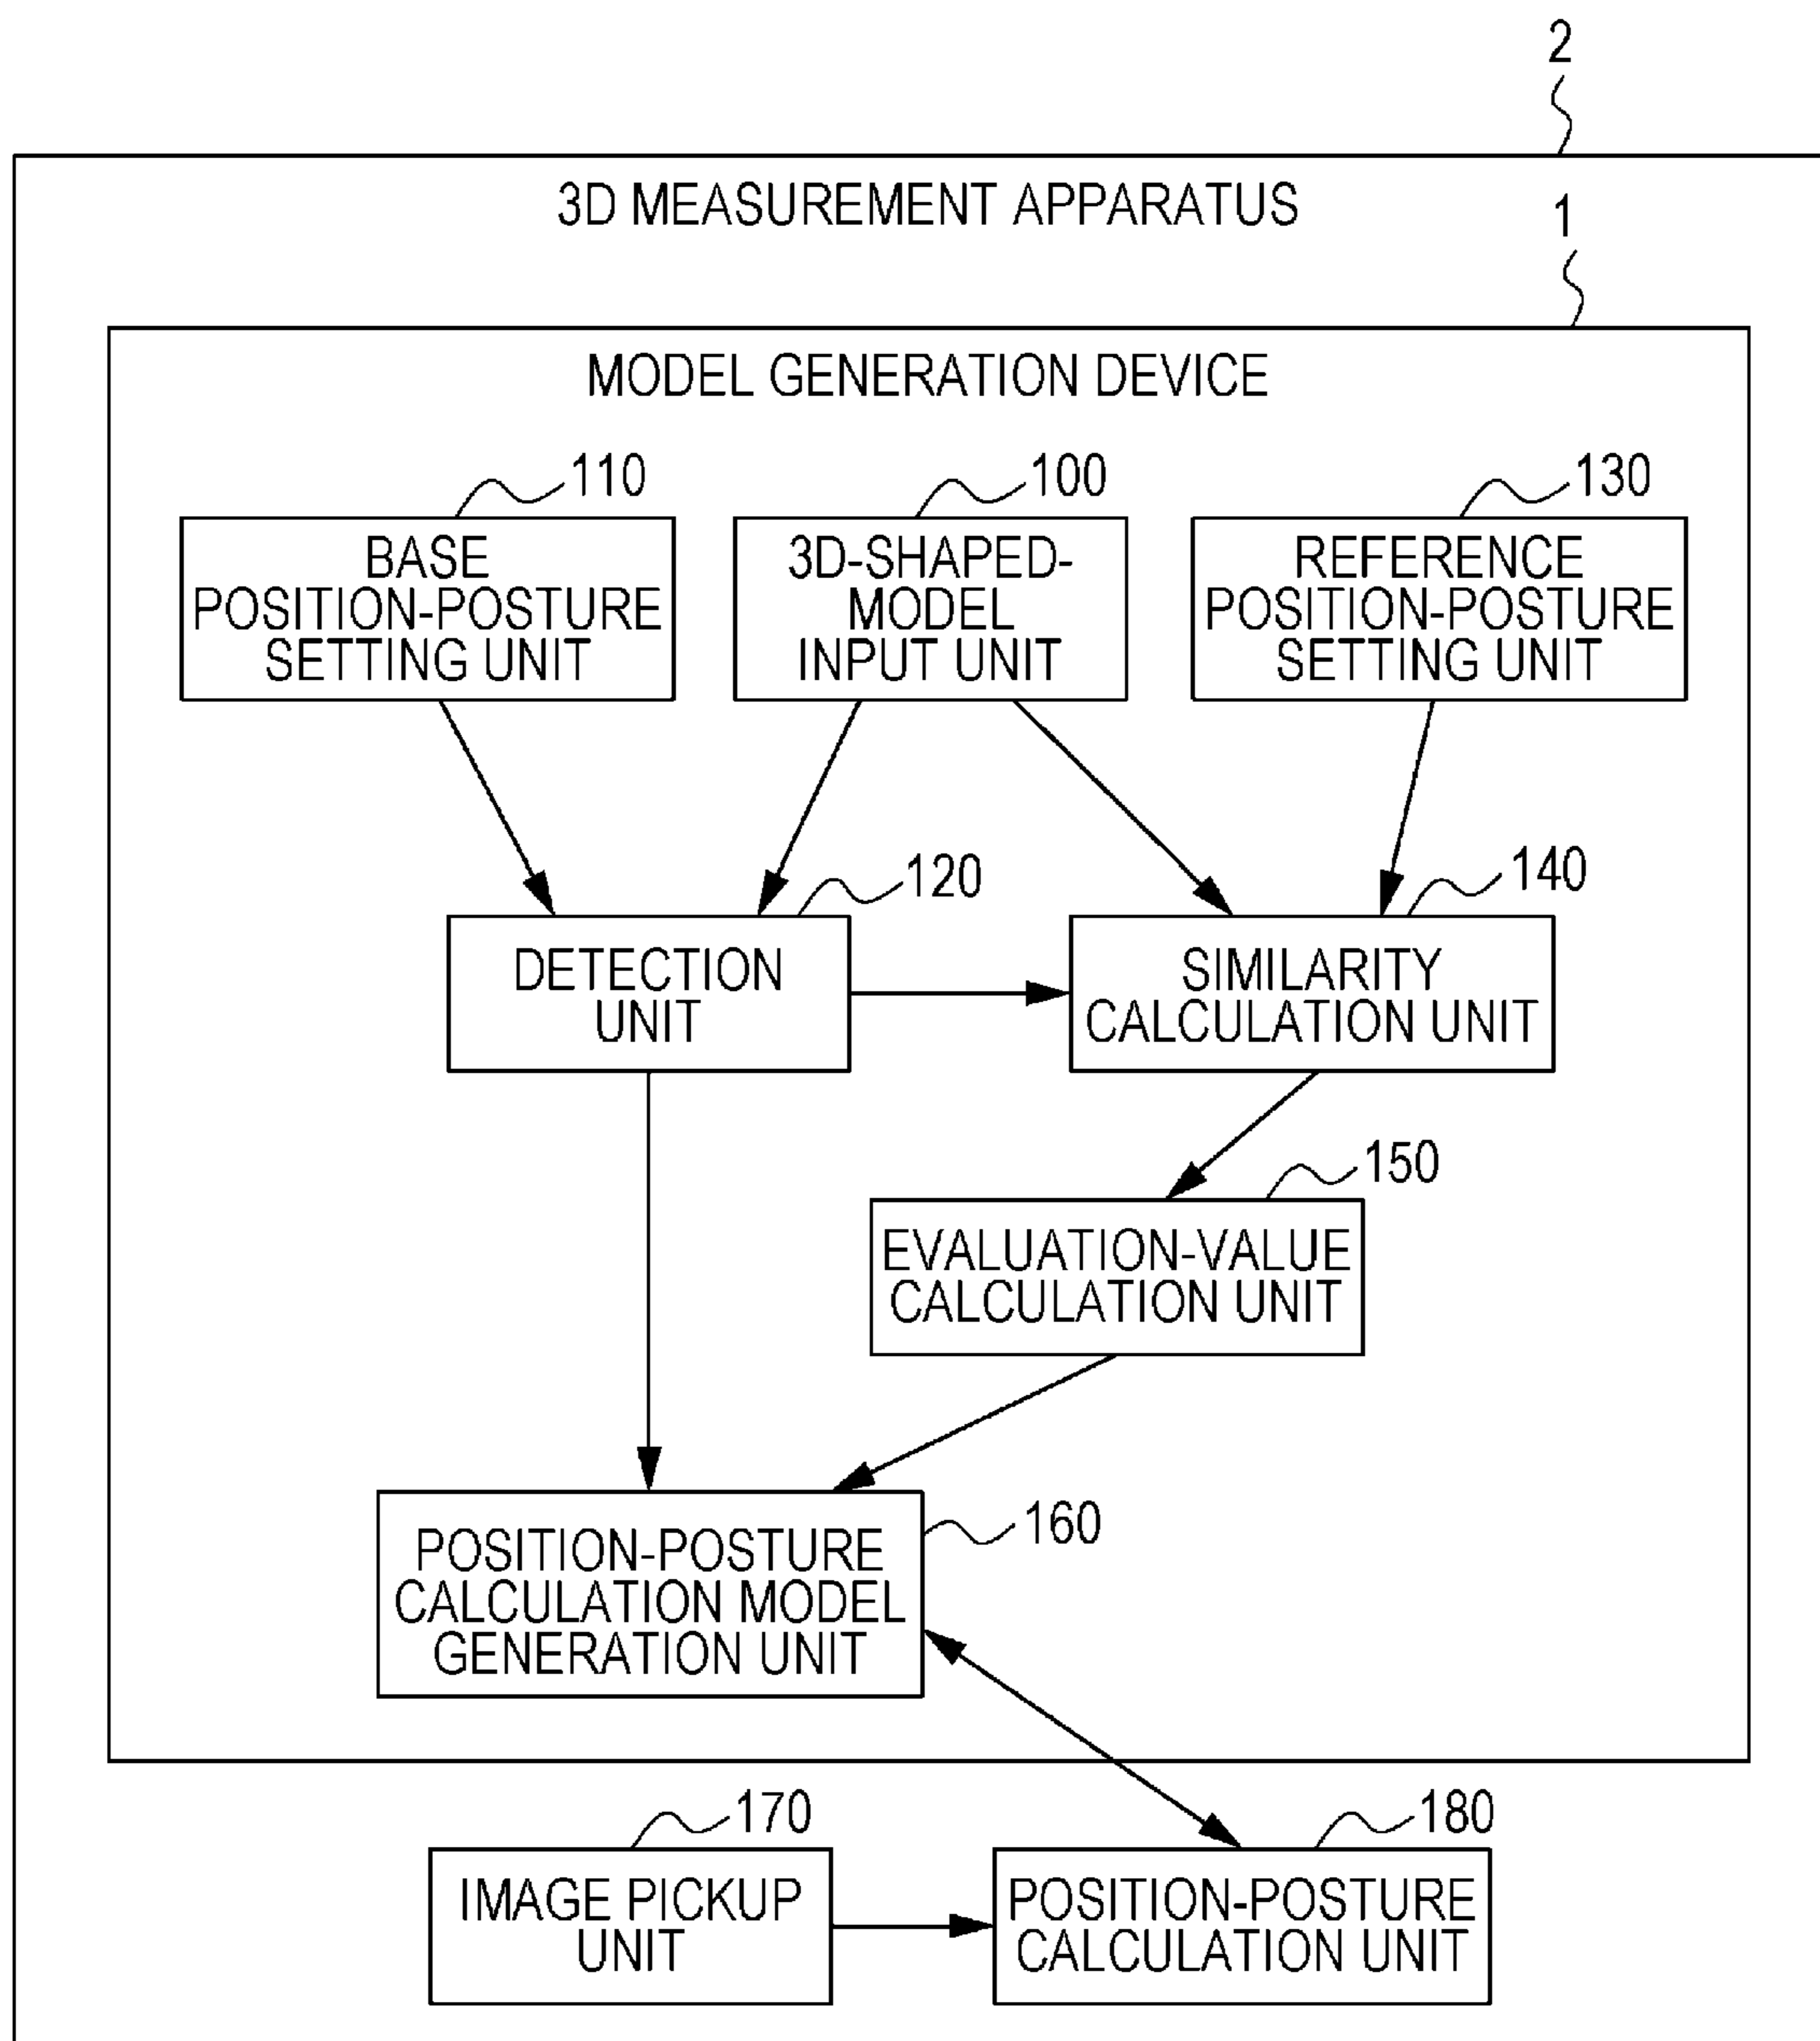 2
3D MEASUREMENT APPARATUS
1
MODEL GENERATION DEVICE
110
100
130
BASE
POSITION-POSTURE
SETTING UNIT
3D-SHAPED-
MODEL
INPUT UNIT
REFERENCE
POSITION-POSTURE
SETTING UNIT
120
140
DETECTION
UNIT
SIMILARITY
CALCULATION UNIT
150
EVALUATION-VALUE
CALCULATION UNIT
160
POSITION-POSTURE
CALCULATION MODEL
GENERATION UNIT
170
180
IMAGE PICKUP
UNIT
POSITION-POSTURE
CALCULATION UNIT